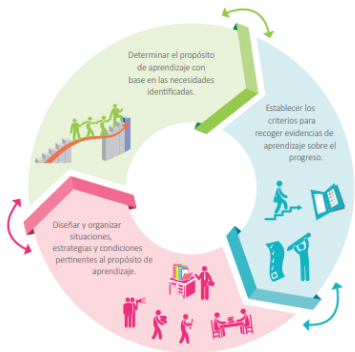 Determinar el propósito
de aprendizaje con
base en las necesidades
identificadas.
Establecer los
criterios para
recoger evidencias de
aprendizaje sobre el
progreso.
Diseñar y organizar
situaciones,
estrategias y condiciones
pertinentes al propósito de
aprendizaje.